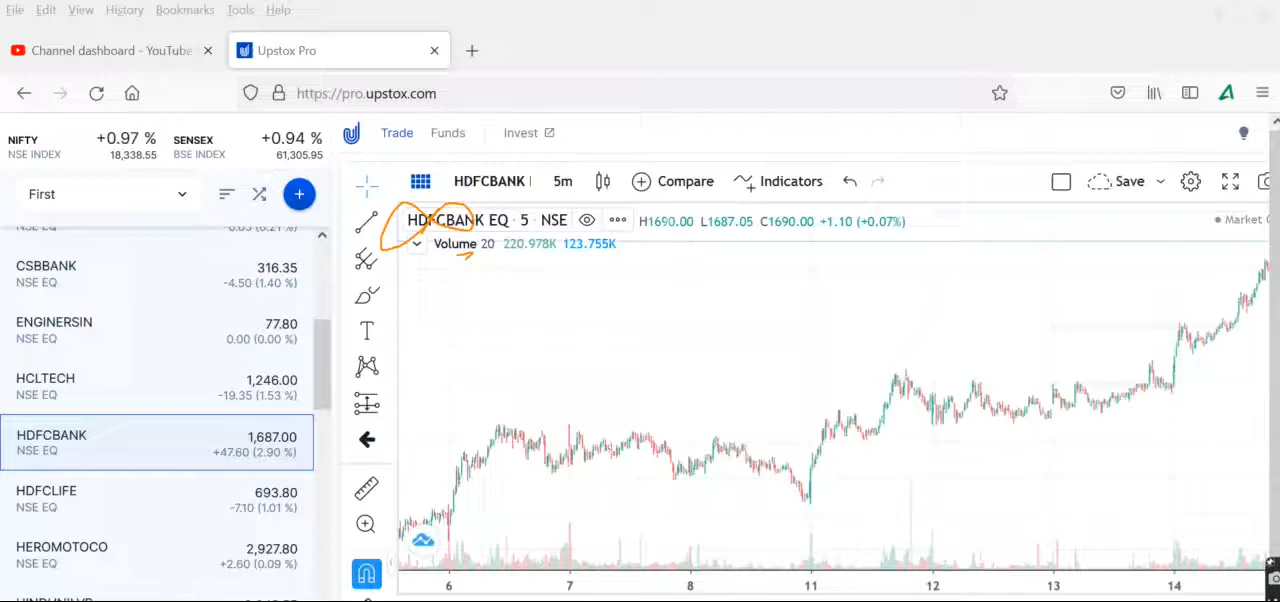 File Edit View History Bookmarks Tools Help
Channel dashboard - YouTube
Upstox Pro
https://pro.upstox.com
NIFTY +0.97 % SENSEX +0.94 %
NSE INDEX 18,338.55 BSE INDEX 61,305.95
Trade Funds Invest
First
HDFCBANK 5m Compare Indicators Save
HDFCBANK EQ · 5 · NSE H1690.00 L1687.05 C1690.00 +1.10 (+0.07%) Market
Volume 20 220.978K 123.755K
NSE EQ
CSBBANK 316.35
NSE EQ -4.50 (1.40 %)
ENGINERSIN 77.80
NSE EQ 0.00 (0.00 %)
HCLTECH 1,246.00
NSE EQ -19.35 (1.53 %)
HDFCBANK 1,687.00
NSE EQ +47.60 (2.90 %)
HDFCLIFE 693.80
NSE EQ -7.10 (1.01 %)
HEROMOTOCO 2,927.80
NSE EQ +2.60 (0.09 %)
6 7 8 11 12 13 14